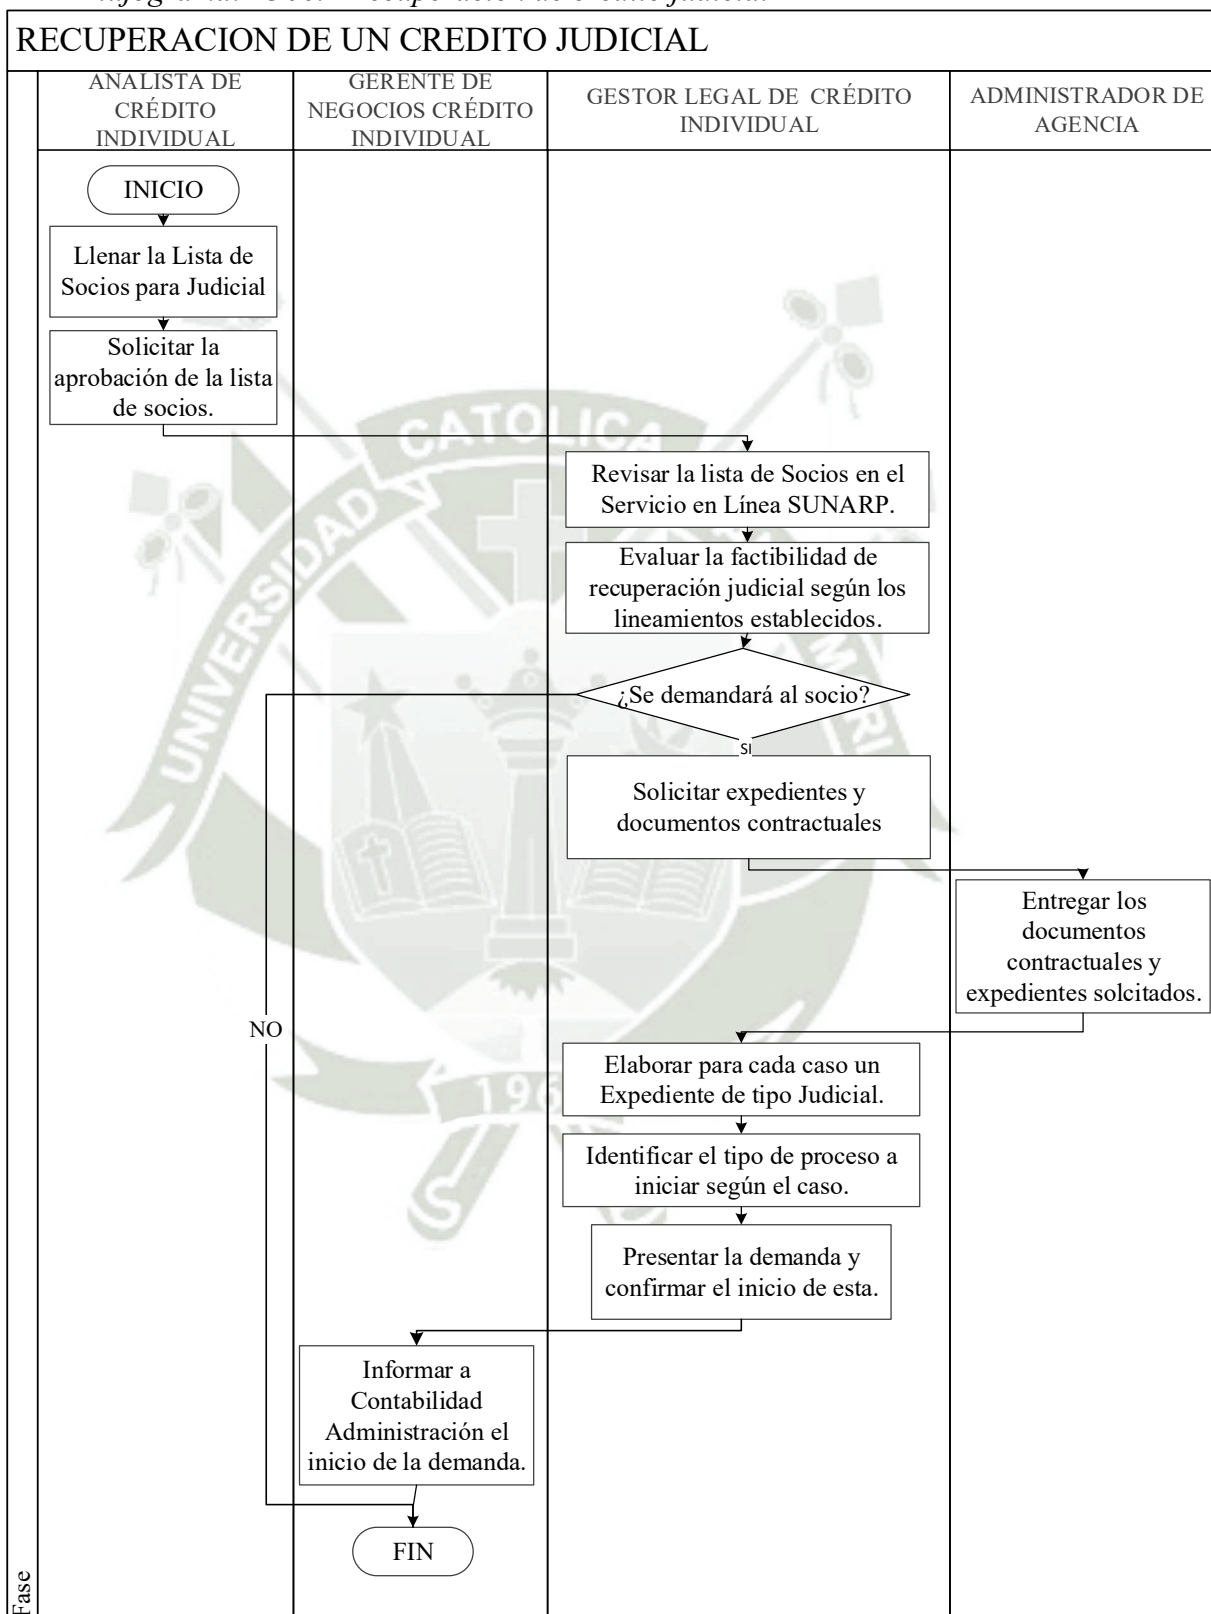 RECUPERACION DE UN CREDITO JUDICIAL
ANALISTA DE
CRÉDITO
INDIVIDUAL
GERENTE DE
NEGOCIOS CRÉDITO
INDIVIDUAL
GESTOR LEGAL DE CRÉDITO
INDIVIDUAL
ADMINISTRADOR DE
AGENCIA
INICIO
Llenar la Lista de
Socios para Judicial
Solicitar la
aprobación de la lista
de socios.
CATOLICA
UNIVERSIDAD
Revisar la lista de Socios en el
Servicio en Línea SUNARP.
Evaluar la factibilidad de
recuperación judicial según los
lineamientos establecidos.
¿Se demandará al socio?
SI
Solicitar expedientes y
documentos contractuales
Entregar los
documentos
contractuales y
expedientes solcitados.
NO
196
Elaborar para cada caso un
Expediente de tipo Judicial.
Identificar el tipo de proceso a
iniciar según el caso.
Presentar la demanda y
confirmar el inicio de esta.
Informar a
Contabilidad
Administración el
inicio de la demanda.
FIN
Fase